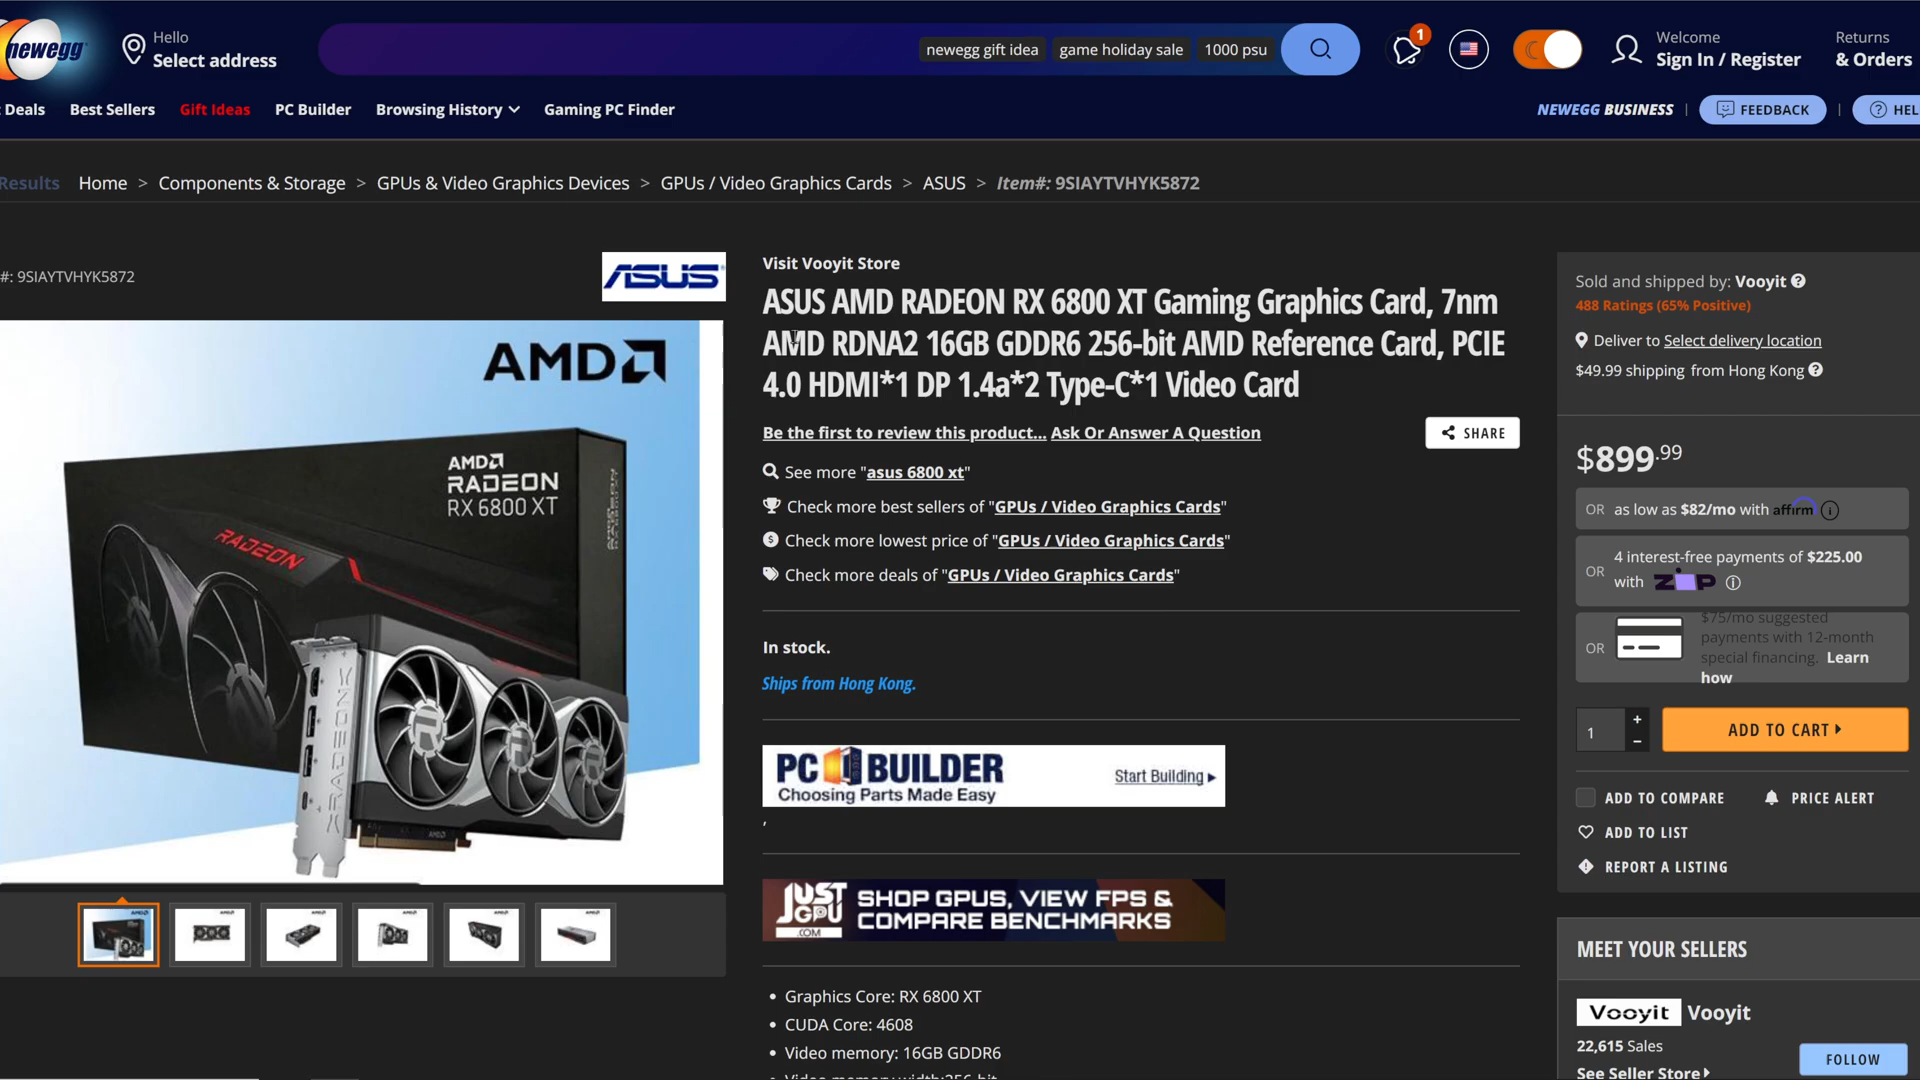 newegg
Hello
Select address
newegg gift idea
game holiday sale
1000 psu
1
Welcome
Sign In / Register
Returns
& Orders
Deals
Best Sellers
Gift Ideas
PC Builder
Browsing History
Gaming PC Finder
NEWEGG BUSINESS
FEEDBACK
HEL
Results
Home > Components & Storage > GPUs & Video Graphics Devices > GPUs / Video Graphics Cards > ASUS > Item#: 9SIAYTVHYK5872
#: 9SIAYTVHYK5872
ASUS
AMD
AMD
RADEON
RX 6800 XT
RADEON
RADEON
AMD
Visit Vooyit Store
ASUS AMD RADEON RX 6800 XT Gaming Graphics Card, 7nm
AMD RDNA2 16GB GDDR6 256-bit AMD Reference Card, PCIE
4.0 HDMI*1 DP 1.4a*2 Type-C*1 Video Card
Be the first to review this product... Ask Or Answer A Question
SHARE
See more "asus 6800 xt"
Check more best sellers of "GPUs / Video Graphics Cards"
Check more lowest price of "GPUs / Video Graphics Cards"
Check more deals of "GPUs / Video Graphics Cards"
In stock.
Ships from Hong Kong.
PC BUILDER
Choosing Parts Made Easy
Start Building
,
JUST
GPU
.COM
SHOP GPUS, VIEW FPS &
COMPARE BENCHMARKS
• Graphics Core: RX 6800 XT
• CUDA Core: 4608
• Video memory: 16GB GDDR6
• Video memory width:256-bit
Sold and shipped by: Vooyit
488 Ratings (65% Positive)
Deliver to Select delivery location
$49.99 shipping from Hong Kong
$899.99
OR as low as $82/mo with affirm
OR
4 interest-free payments of $225.00
with ZIP
OR
$75/mo suggested
payments with 12-month
special financing. Learn
how
1
+
−
ADD TO CART
ADD TO COMPARE
PRICE ALERT
ADD TO LIST
REPORT A LISTING
MEET YOUR SELLERS
Vooyit
Vooyit
22,615 Sales
FOLLOW
See Seller Store